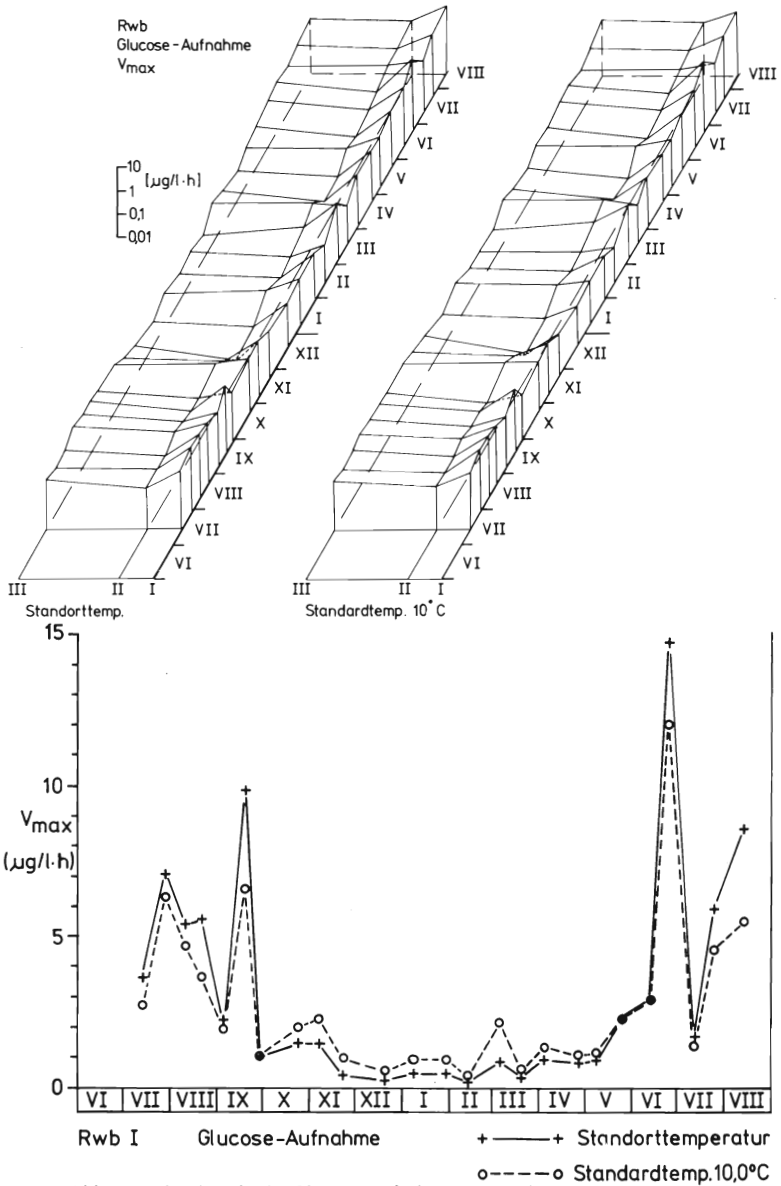 Rwb
Glucose-Aufnahme
Vmax
10
1
0,1
0,01
[µg/l·h]
VIII
VII
VI
V
IV
III
II
I
XII
XI
X
IX
VIII
VII
VI
III II I
Standorttemp.
VIII
VII
VI
V
IV
III
II
I
XII
XI
X
IX
VIII
VII
VI
III II I
Standardtemp. 10°C
15
10
Vmax
(µg/l·h)
5
0
VI VII VIII IX X XI XII I II III IV V VI VII VIII
Rwb I Glucose-Aufnahme +——+ Standorttemperatur
o-----o Standardtemp.10,0°C